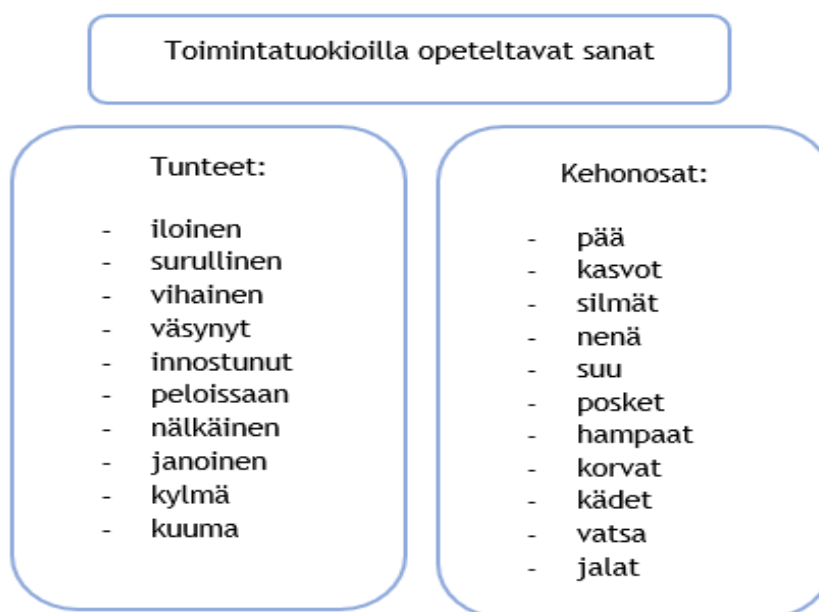 Toimintatuokioilla opeteltavat sanat
Tunteet:
- iloinen
- surullinen
- vihainen
- väsynyt
- innostunut
- peloissaan
- nälkäinen
- janoinen
- kylmä
- kuuma
Kehonosat:
- pää
- kasvot
- silmät
- nenä
- suu
- posket
- hampaat
- korvat
- kädet
- vatsa
- jalat